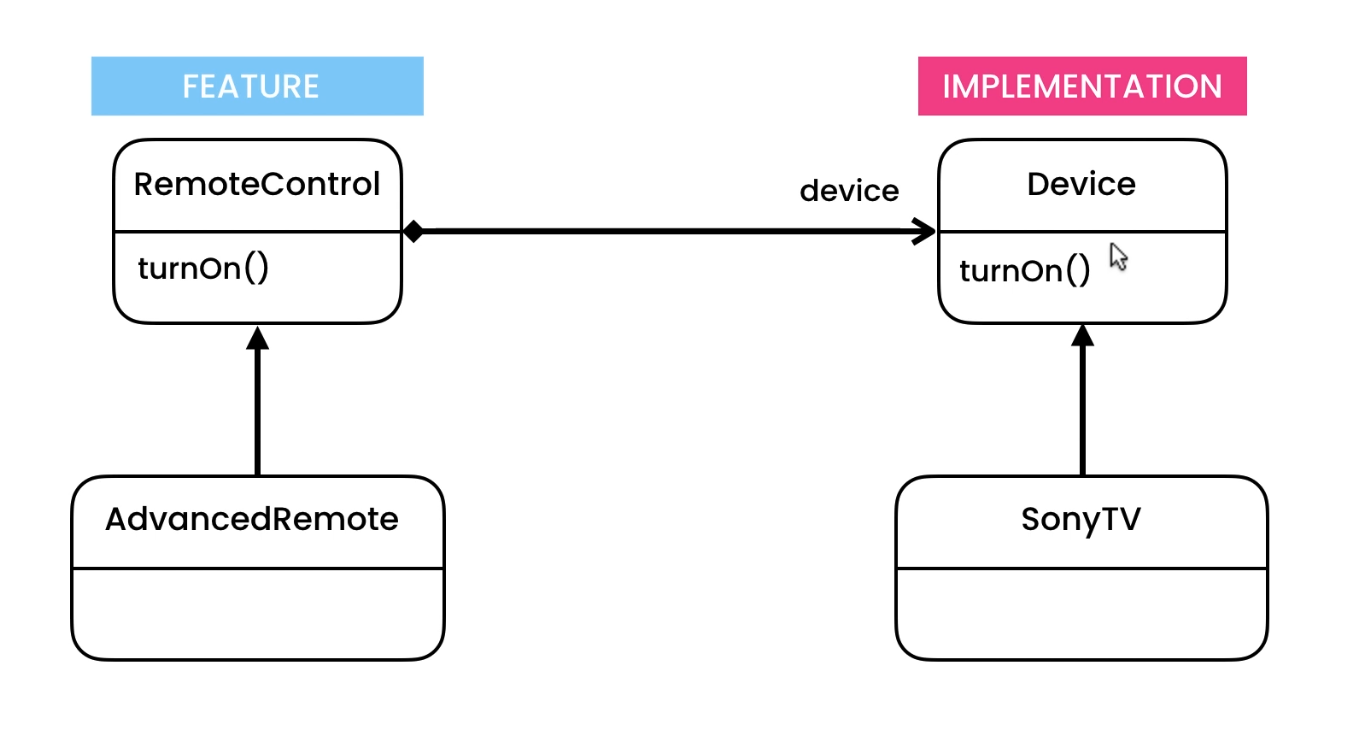 FEATURE
IMPLEMENTATION
RemoteControl
device
Device
turnOn()
turnOn()
AdvancedRemote
SonyTV